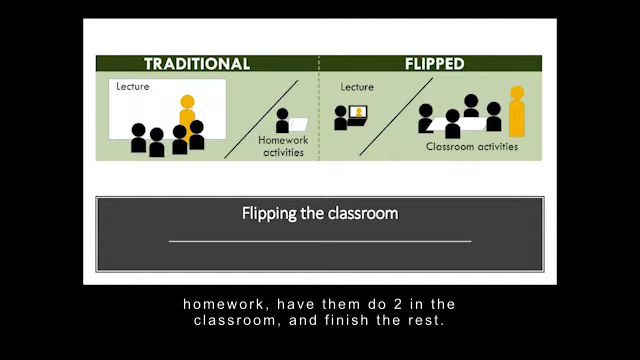 TRADITIONAL
FLIPPED
Lecture
Homework
activities
Lecture
Classroom activities
Flipping the classroom
homework, have them do 2 in the
classroom, and finish the rest.